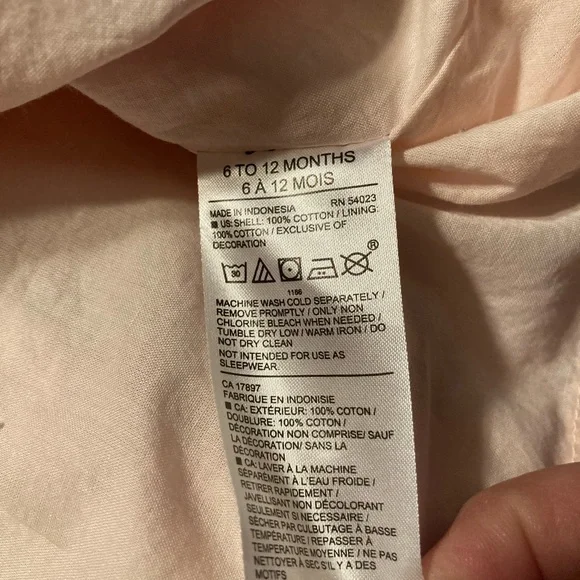 6 TO 12 MONTHS
6 À 12 MOIS
MADE IN INDONESIA RN 54023
■ US: SHELL: 100% COTTON / LINING:
100% COTTON / EXCLUSIVE OF
DECORATION
30 ®
1166
MACHINE WASH COLD SEPARATELY /
REMOVE PROMPTLY / ONLY NON
CHLORINE BLEACH WHEN NEEDED /
TUMBLE DRY LOW / WARM IRON / DO
NOT DRY CLEAN
NOT INTENDED FOR USE AS
SLEEPWEAR.
CA 17897
FABRIQUE EN INDONISIE
■ CA: EXTÉRIEUR: 100% COTON /
DOUBLURE: 100% COTON /
DÉCORATION NON COMPRISE/ SAUF
LA DÉCORATION/ SANS LA
DÉCORATION
■ CA: LAVER À LA MACHINE
SÉPARÉMENT À L'EAU FROIDE /
RETIRER RAPIDEMENT /
JAVELLISANT NON DÉCOLORANT
SEULEMENT SI NECESSAIRE /
SÉCHER PAR CULBUTAGE À BASSE
TEMPÉRATURE / REPASSER À
TEMPERATURE MOYENNE / NE PAS
NETTOYER À SEC S'IL Y A DES
MOTIFS